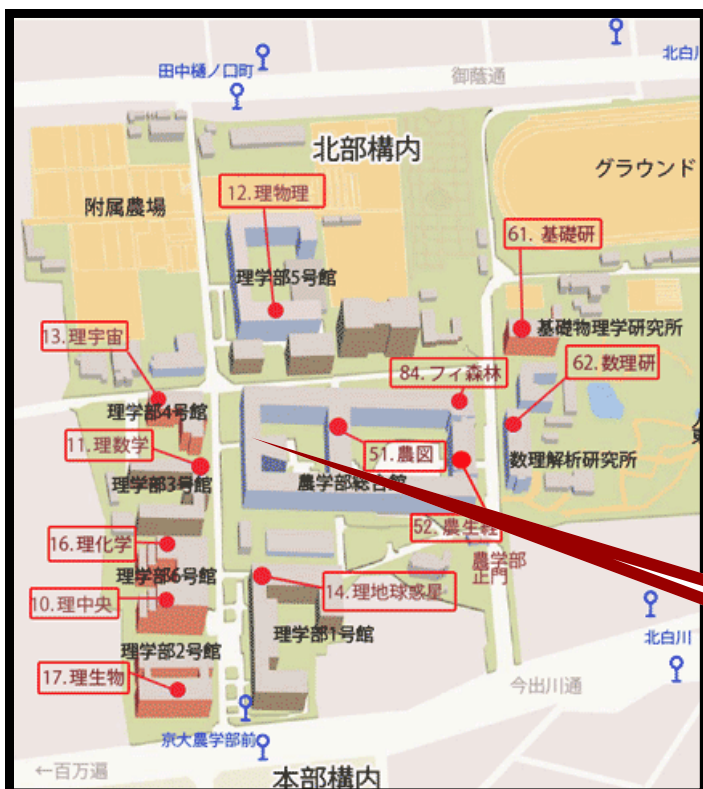 北白川
田中樋ノ口町
御蔭通
北部構内
グラウンド
12.理物理
附属農場
61. 基礎研
理学部5号館
13.理宇宙
基礎物理学研究所
62.数理研
84.フィ森林
理学部4号館
11.理数学
51.農図
数理解析研究所
理学部3号館
農学部総合館
52.農生経
16.理化学
農学部
正門
理学部6号館
14.理地球惑星
10.理中央
理学部1号館
北白川
理学部2号館
17.理生物
今出川通
京大農学部前
←百万遍
本部構内